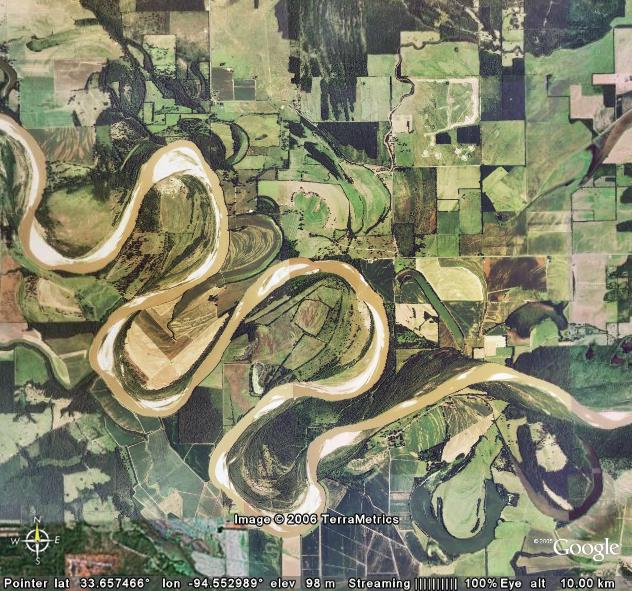 N
W E
S
Image © 2006 TerraMetrics
© 2005 Google
Pointer lat 33.657466° lon -94.552989° elev 98 m Streaming |||||||||| 100% Eye alt 10.00 km